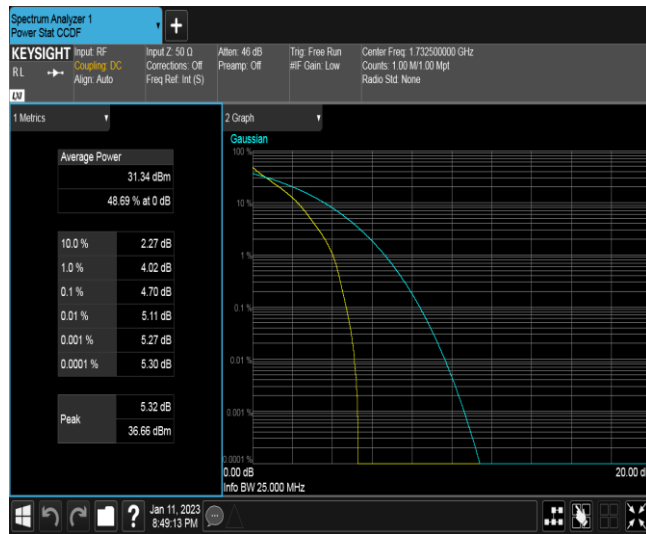 Spectrum Analyzer 1
Power Stat CCDF
+
KEYSIGHT
RL
LXI
Input: RF
Coupling: DC
Align: Auto
Input Z: 50 Ω
Corrections: Off
Freq Ref: Int (S)
Atten: 46 dB
Preamp: Off
Trig: Free Run
#IF Gain: Low
Center Freq: 1.732500000 GHz
Counts: 1.00 M/1.00 Mpt
Radio Std: None
1 Metrics
Average Power
31.34 dBm
48.69 % at 0 dB
10.0 % 2.27 dB
1.0 % 4.02 dB
0.1 % 4.70 dB
0.01 % 5.11 dB
0.001 % 5.27 dB
0.0001 % 5.30 dB
Peak
5.32 dB
36.66 dBm
2 Graph
Gaussian
100 %
10 %
1 %
0.1 %
0.01 %
0.001 %
0.0001 %
0.00 dB
20.00 d
Info BW 25.000 MHz
?
Jan 11, 2023
8:49:13 PM